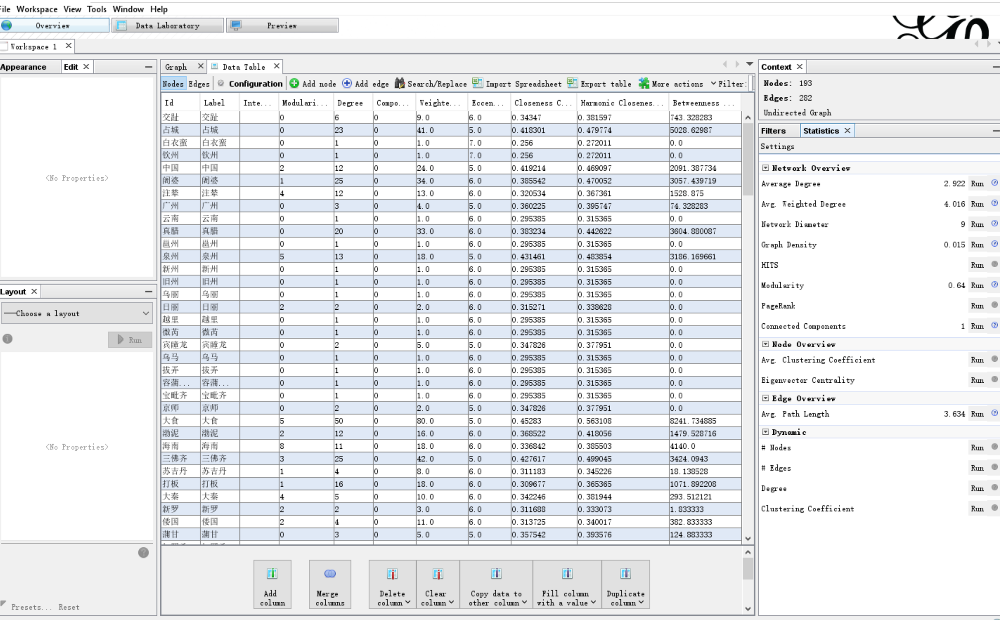 File Workspace View Tools Window Help
Overview Data Laboratory Preview
Workspace 1
Appearance Edit
<No Properties>
Layout
---Choose a layout
Run
<No Properties>
Presets... Reset
Graph Data Table
Nodes Edges Configuration Add node Add edge Search/Replace Import Spreadsheet Export table More actions Filter:
Id Label Inte... Modulari... Degree Compo... Weighte... Eccen... Closeness C... Harmonic Closenes... Betweenness ...
交趾 交趾 0 6 0 9.0 6.0 0.34347 0.381597 743.328283
占城 占城 0 23 0 41.0 5.0 0.418301 0.479774 5028.62987
白衣蛮 白衣蛮 0 1 0 1.0 7.0 0.256 0.272011 0.0
钦州 钦州 0 1 0 1.0 7.0 0.256 0.272011 0.0
中国 中国 2 12 0 24.0 5.0 0.419214 0.469097 2091.387734
阇婆 阇婆 1 25 0 34.0 6.0 0.385542 0.470052 3057.439719
注辇 注辇 4 12 0 13.0 6.0 0.320534 0.367361 1528.875
广州 广州 0 3 0 4.0 5.0 0.360225 0.395747 74.328283
云南 云南 0 1 0 1.0 6.0 0.295385 0.315365 0.0
真腊 真腊 0 20 0 33.0 6.0 0.383234 0.442622 3604.880087
邕州 邕州 0 1 0 1.0 6.0 0.295385 0.315365 0.0
泉州 泉州 5 13 0 18.0 5.0 0.431461 0.483854 3186.169661
新州 新州 0 1 0 1.0 6.0 0.295385 0.315365 0.0
旧州 旧州 0 1 0 1.0 6.0 0.295385 0.315365 0.0
乌丽 乌丽 0 1 0 1.0 6.0 0.295385 0.315365 0.0
日丽 日丽 2 2 0 2.0 6.0 0.315271 0.338628 0.0
越里 越里 0 1 0 1.0 6.0 0.295385 0.315365 0.0
微芮 微芮 0 1 0 1.0 6.0 0.295385 0.315365 0.0
宾瞳龙 宾瞳龙 0 2 0 5.0 5.0 0.347826 0.377951 0.0
乌马 乌马 0 1 0 1.0 6.0 0.295385 0.315365 0.0
拔弄 拔弄 0 1 0 1.0 6.0 0.295385 0.315365 0.0
容蒲... 容蒲... 0 1 0 1.0 6.0 0.295385 0.315365 0.0
宝毗齐 宝毗齐 0 1 0 1.0 6.0 0.295385 0.315365 0.0
京师 京师 0 2 0 2.0 5.0 0.347826 0.377951 0.0
大食 大食 5 50 0 80.0 5.0 0.45283 0.563108 8241.734885
渤泥 渤泥 2 12 0 16.0 6.0 0.368522 0.418056 1479.528716
海南 海南 8 11 0 18.0 6.0 0.336842 0.385503 4140.0
三佛齐 三佛齐 3 25 0 42.0 5.0 0.427617 0.499045 3424.0943
苏吉丹 苏吉丹 1 4 0 8.0 6.0 0.311183 0.345226 18.138528
打板 打板 1 16 0 18.0 6.0 0.309677 0.365365 1071.892208
大秦 大秦 4 5 0 10.0 6.0 0.342246 0.381944 293.512121
新罗 新罗 2 2 0 3.0 6.0 0.311688 0.333073 1.833333
倭国 倭国 2 4 0 11.0 6.0 0.313725 0.340017 382.833333
蒲甘 蒲甘 0 3 0 5.0 5.0 0.357542 0.393576 124.883333
Add column
Merge columns
Delete column
Clear column
Copy data to other column
Fill column with a value
Duplicate column
Context
Nodes: 193
Edges: 282
Undirected Graph
Filters Statistics
Settings
Network Overview
Average Degree 2.922 Run
Avg. Weighted Degree 4.016 Run
Network Diameter 9 Run
Graph Density 0.015 Run
HITS Run
Modularity 0.64 Run
PageRank Run
Connected Components 1 Run
Node Overview
Avg. Clustering Coefficient Run
Eigenvector Centrality Run
Edge Overview
Avg. Path Length 3.634 Run
Dynamic
# Nodes Run
# Edges Run
Degree Run
Clustering Coefficient Run